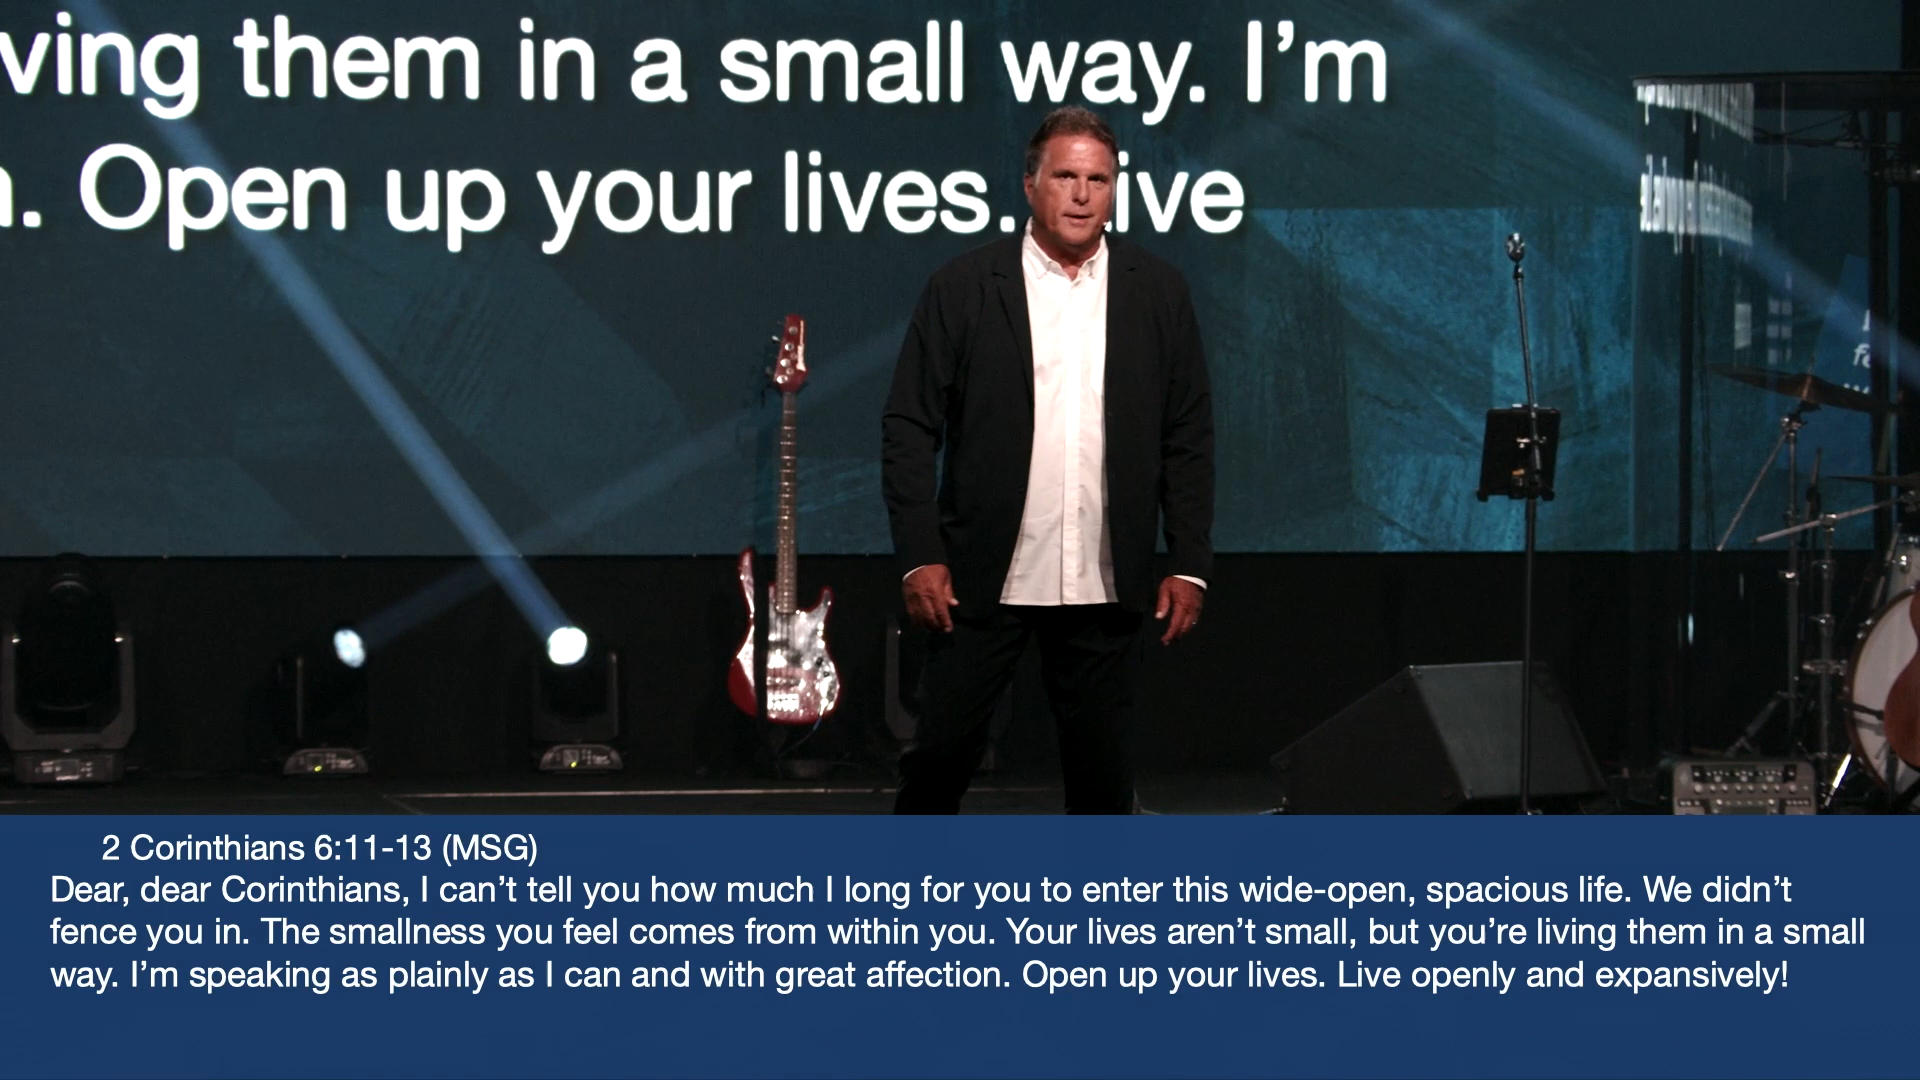 ving them in a small way. I’m
. Open up your lives. ive
2 Corinthians 6:11-13 (MSG)
Dear, dear Corinthians, I can’t tell you how much I long for you to enter this wide-open, spacious life. We didn’t
fence you in. The smallness you feel comes from within you. Your lives aren’t small, but you’re living them in a small
way. I’m speaking as plainly as I can and with great affection. Open up your lives. Live openly and expansively!